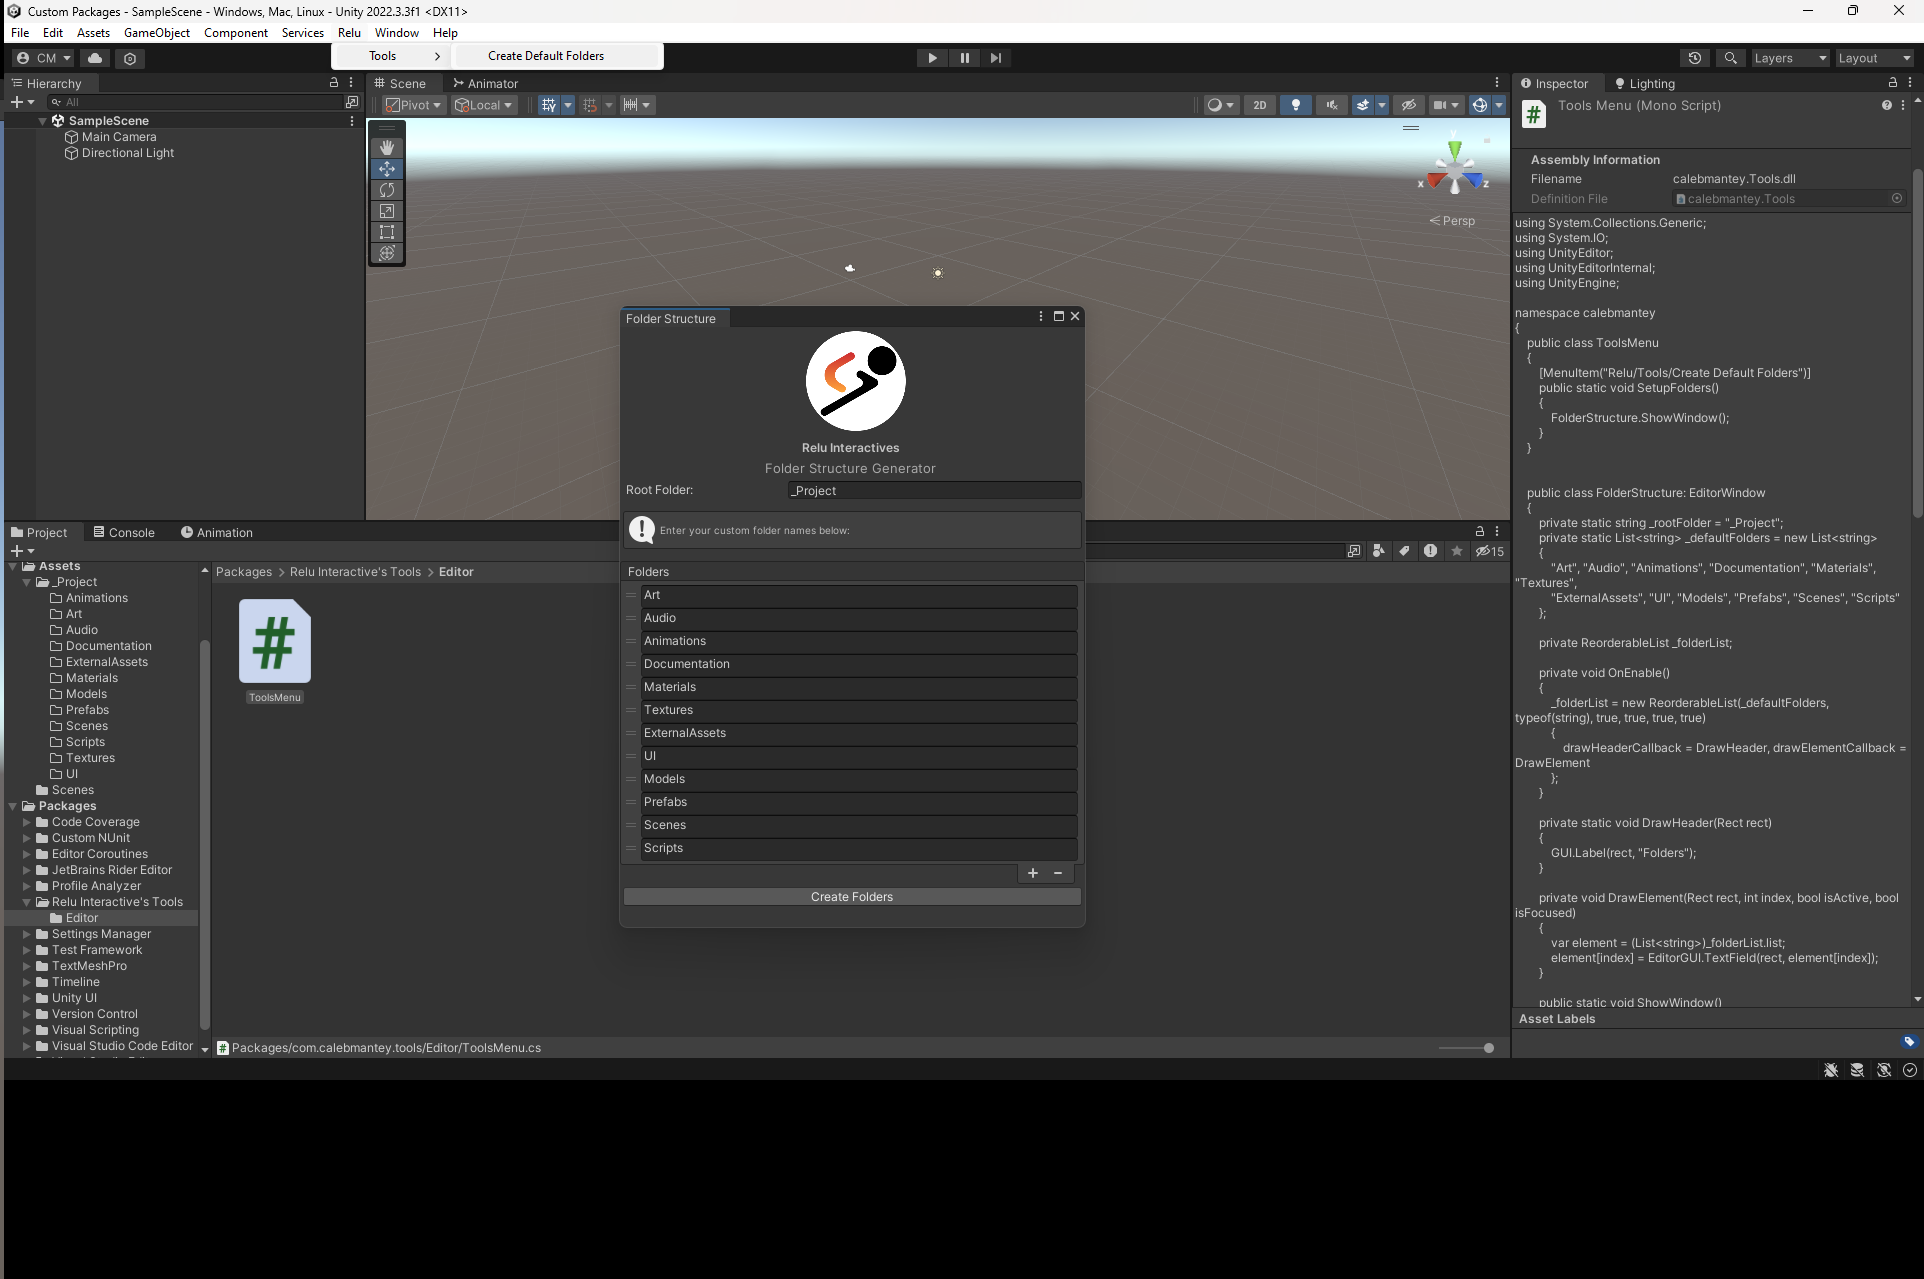 Custom Packages - SampleScene - Windows, Mac, Linux - Unity 2022.3.3f1 <DX11>
File Edit Assets GameObject Component Services Relu Window Help
Tools > Create Default Folders
CM
Layers
Layout
Hierarchy
All
SampleScene
Main Camera
Directional Light
Scene
Animator
Pivot
Local
2D
y
x
z
Persp
Folder Structure
Relu Interactives
Folder Structure Generator
Root Folder: _Project
Enter your custom folder names below:
Folders
Art
Audio
Animations
Documentation
Materials
Textures
ExternalAssets
UI
Models
Prefabs
Scenes
Scripts
+ −
Create Folders
Project
Console
Animation
15
Assets
_Project
Animations
Art
Audio
Documentation
ExternalAssets
Materials
Models
Prefabs
Scenes
Scripts
Textures
UI
Scenes
Packages
Code Coverage
Custom NUnit
Editor Coroutines
JetBrains Rider Editor
Profile Analyzer
Relu Interactive's Tools
Editor
Settings Manager
Test Framework
TextMeshPro
Timeline
Unity UI
Version Control
Visual Scripting
Visual Studio Code Editor
Packages > Relu Interactive's Tools > Editor
#
ToolsMenu
Packages/com.calebmantey.tools/Editor/ToolsMenu.cs
Inspector
Lighting
Tools Menu (Mono Script)
Assembly Information
Filename calebmantey.Tools.dll
Definition File calebmantey.Tools
using System.Collections.Generic;
using System.IO;
using UnityEditor;
using UnityEditorInternal;
using UnityEngine;
namespace calebmantey
{
public class ToolsMenu
{
[MenuItem("Relu/Tools/Create Default Folders")]
public static void SetupFolders()
{
FolderStructure.ShowWindow();
}
}
public class FolderStructure: EditorWindow
{
private static string _rootFolder = "_Project";
private static List<string> _defaultFolders = new List<string>
{
"Art", "Audio", "Animations", "Documentation", "Materials",
"Textures",
"ExternalAssets", "UI", "Models", "Prefabs", "Scenes", "Scripts"
};
private ReorderableList _folderList;
private void OnEnable()
{
_folderList = new ReorderableList(_defaultFolders,
typeof(string), true, true, true, true)
{
drawHeaderCallback = DrawHeader, drawElementCallback =
DrawElement
};
}
private static void DrawHeader(Rect rect)
{
GUI.Label(rect, "Folders");
}
private void DrawElement(Rect rect, int index, bool isActive, bool
isFocused)
{
var element = (List<string>)_folderList.list;
element[index] = EditorGUI.TextField(rect, element[index]);
}
public static void ShowWindow()
Asset Labels